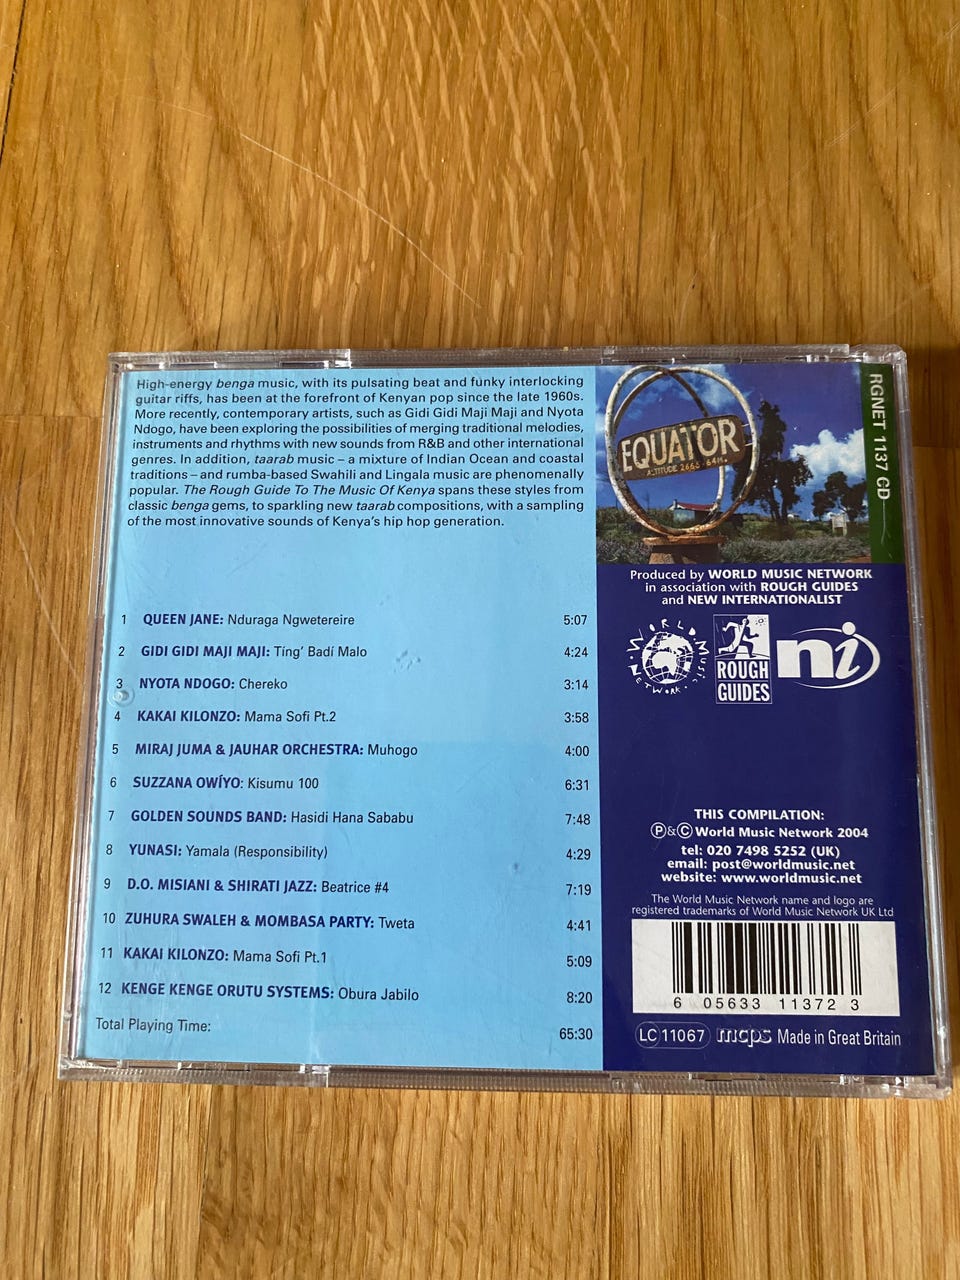 High-energy benga music, with its pulsating beat and funky interlocking
guitar riffs, has been at the forefront of Kenyan pop since the late 1960s.
More recently, contemporary artists, such as Gidi Gidi Maji Maji and Nyota
Ndogo, have been exploring the possibilities of merging traditional melodies,
instruments and rhythms with new sounds from R&B and other international
genres. In addition, taarab music – a mixture of Indian Ocean and coastal
traditions – and rumba-based Swahili and Lingala music are phenomenally
popular. The Rough Guide To The Music Of Kenya spans these styles from
classic benga gems, to sparkling new taarab compositions, with a sampling
of the most innovative sounds of Kenya's hip hop generation.
1 QUEEN JANE: Nduraga Ngwetereire 5:07
2 GIDI GIDI MAJI MAJI: Tíng' Badí Malo 4:24
3 NYOTA NDOGO: Chereko 3:14
4 KAKAI KILONZO: Mama Sofi Pt.2 3:58
5 MIRAJ JUMA & JAUHAR ORCHESTRA: Muhogo 4:00
6 SUZZANA OWÍYO: Kisumu 100 6:31
7 GOLDEN SOUNDS BAND: Hasidi Hana Sababu 7:48
8 YUNASI: Yamala (Responsibility) 4:29
9 D.O. MISIANI & SHIRATI JAZZ: Beatrice #4 7:19
10 ZUHURA SWALEH & MOMBASA PARTY: Tweta 4:41
11 KAKAI KILONZO: Mama Sofi Pt.1 5:09
12 KENGE KENGE ORUTU SYSTEMS: Obura Jabilo 8:20
Total Playing Time: 65:30
EQUATOR
ALTITUDE 2665.64M.
RGNET 1137 CD
Produced by WORLD MUSIC NETWORK
in association with ROUGH GUIDES
and NEW INTERNATIONALIST
WORLD MUSIC NETWORK
ROUGH
GUIDES
ni
THIS COMPILATION:
Ⓟ&© World Music Network 2004
tel: 020 7498 5252 (UK)
email: post@worldmusic.net
website: www.worldmusic.net
The World Music Network name and logo are
registered trademarks of World Music Network UK Ltd
6 05633 11372 3
LC 11067 mcps Made in Great Britain